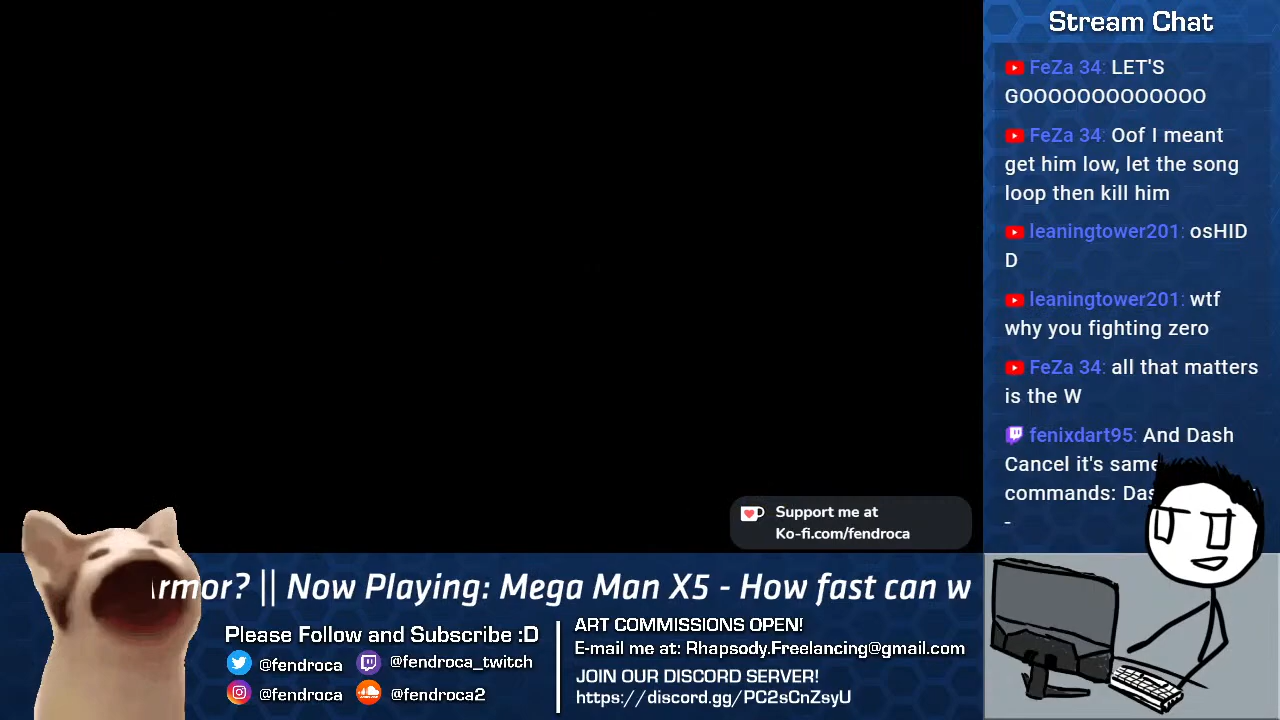 Stream Chat
FeZa 34: LET'S
GOOOOOOOOOOOOO
FeZa 34: Oof I meant
get him low, let the song
loop then kill him
leaningtower201: osHID
D
leaningtower201: wtf
why you fighting zero
FeZa 34: all that matters
is the W
fenixdart95: And Dash
Cancel it's same
commands:
-
Support me at
Ko-fi.com/fendroca
Armor? || Now Playing: Mega Man X5 - How fast can w
Please Follow and Subscribe :D
@fendroca
@fendroca_twitch
@fendroca
@fendroca2
ART COMMISSIONS OPEN!
E-mail me at: Rhapsody.Freelancing@gmail.com
JOIN OUR DISCORD SERVER!
https://discord.gg/PC2sCnZsyU